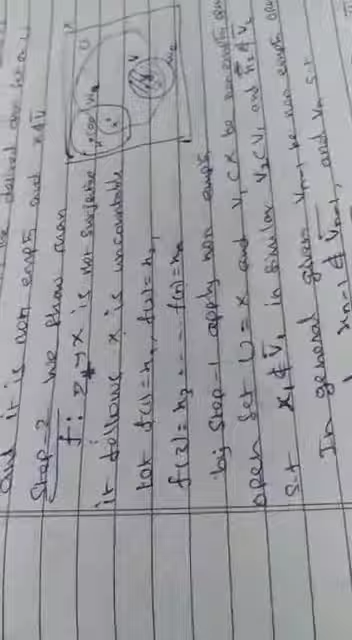 and it is non empty and x∉V̄
Step-2 We show than
f: Z₊→X is not surjective
it follows X is uncountable
Let f(1)=x₁, f(2)=x₂,
f(3)=x₃ ... f(n)=xₙ
by Step-1 apply non empty
open set U=X and V₁⊂X be non empty
s.t x₁∉V̄₁ in similar V₂⊂V₁ and x₂∉V̄₂
In general given Vₙ₋₁ be non empty
xₙ₋₁∉V̄ₙ₋₁, and Vₙ